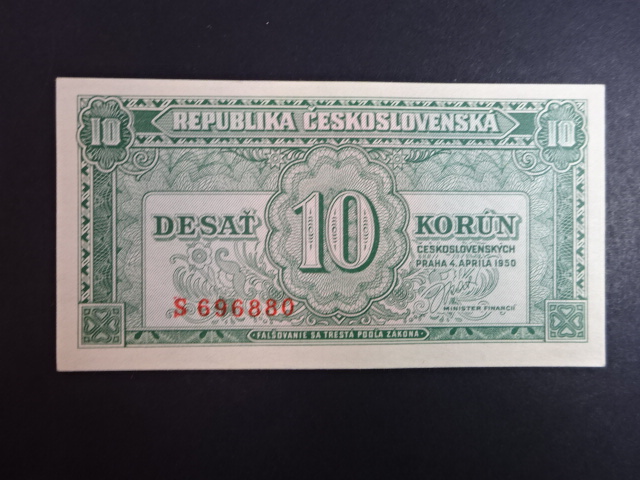 10 REPUBLIKA ČESKOSLOVENSKÁ 10
DESAŤ 10 KORÚN
ČESKOSLOVENSKÝCH
PRAHA 4. APRÍLA 1950
S 696880
MINISTER FINANCIÍ
FALŠOVANIE SA TRESTÁ PODĽA ZÁKONA